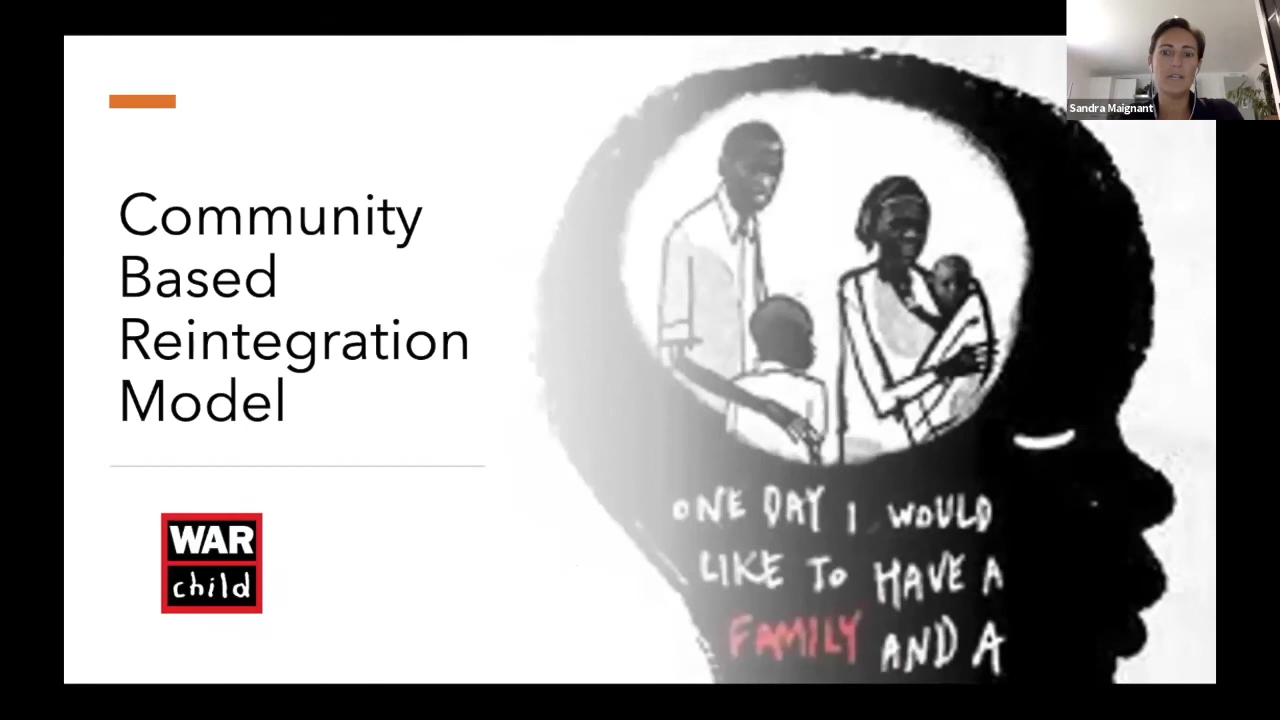 Sandra Maignant
Community
Based
Reintegration
Model
WAR
child
ONE DAY I WOULD
LIKE TO HAVE A
FAMILY AND A